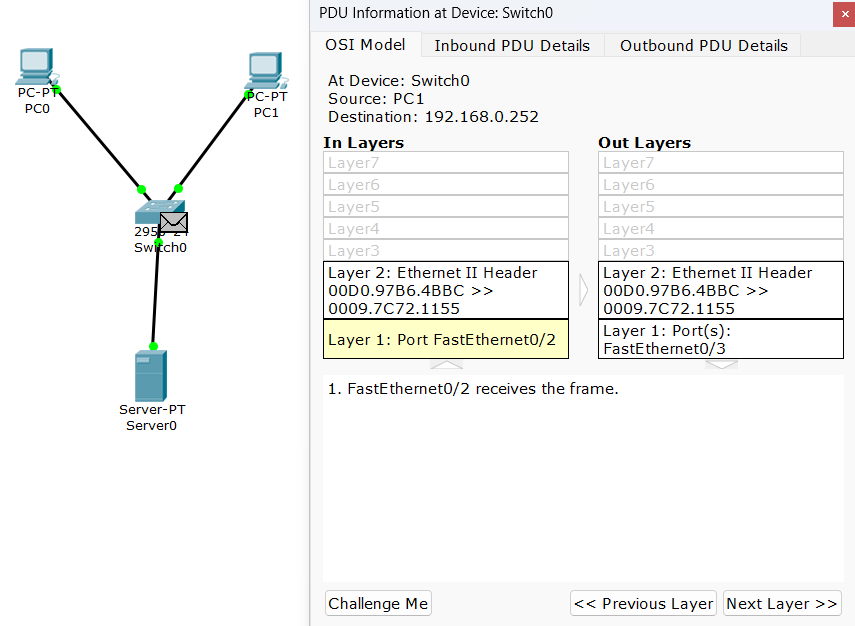 PDU Information at Device: Switch0
×
OSI Model
Inbound PDU Details
Outbound PDU Details
At Device: Switch0
Source: PC1
Destination: 192.168.0.252
In Layers
Layer7
Layer6
Layer5
Layer4
Layer3
Layer 2: Ethernet II Header
00D0.97B6.4BBC >>
0009.7C72.1155
Layer 1: Port FastEthernet0/2
Out Layers
Layer7
Layer6
Layer5
Layer4
Layer3
Layer 2: Ethernet II Header
00D0.97B6.4BBC >>
0009.7C72.1155
Layer 1: Port(s):
FastEthernet0/3
1. FastEthernet0/2 receives the frame.
Challenge Me
<< Previous Layer
Next Layer >>
PC-PT
PC0
PC-PT
PC1
Switch0
Server-PT
Server0